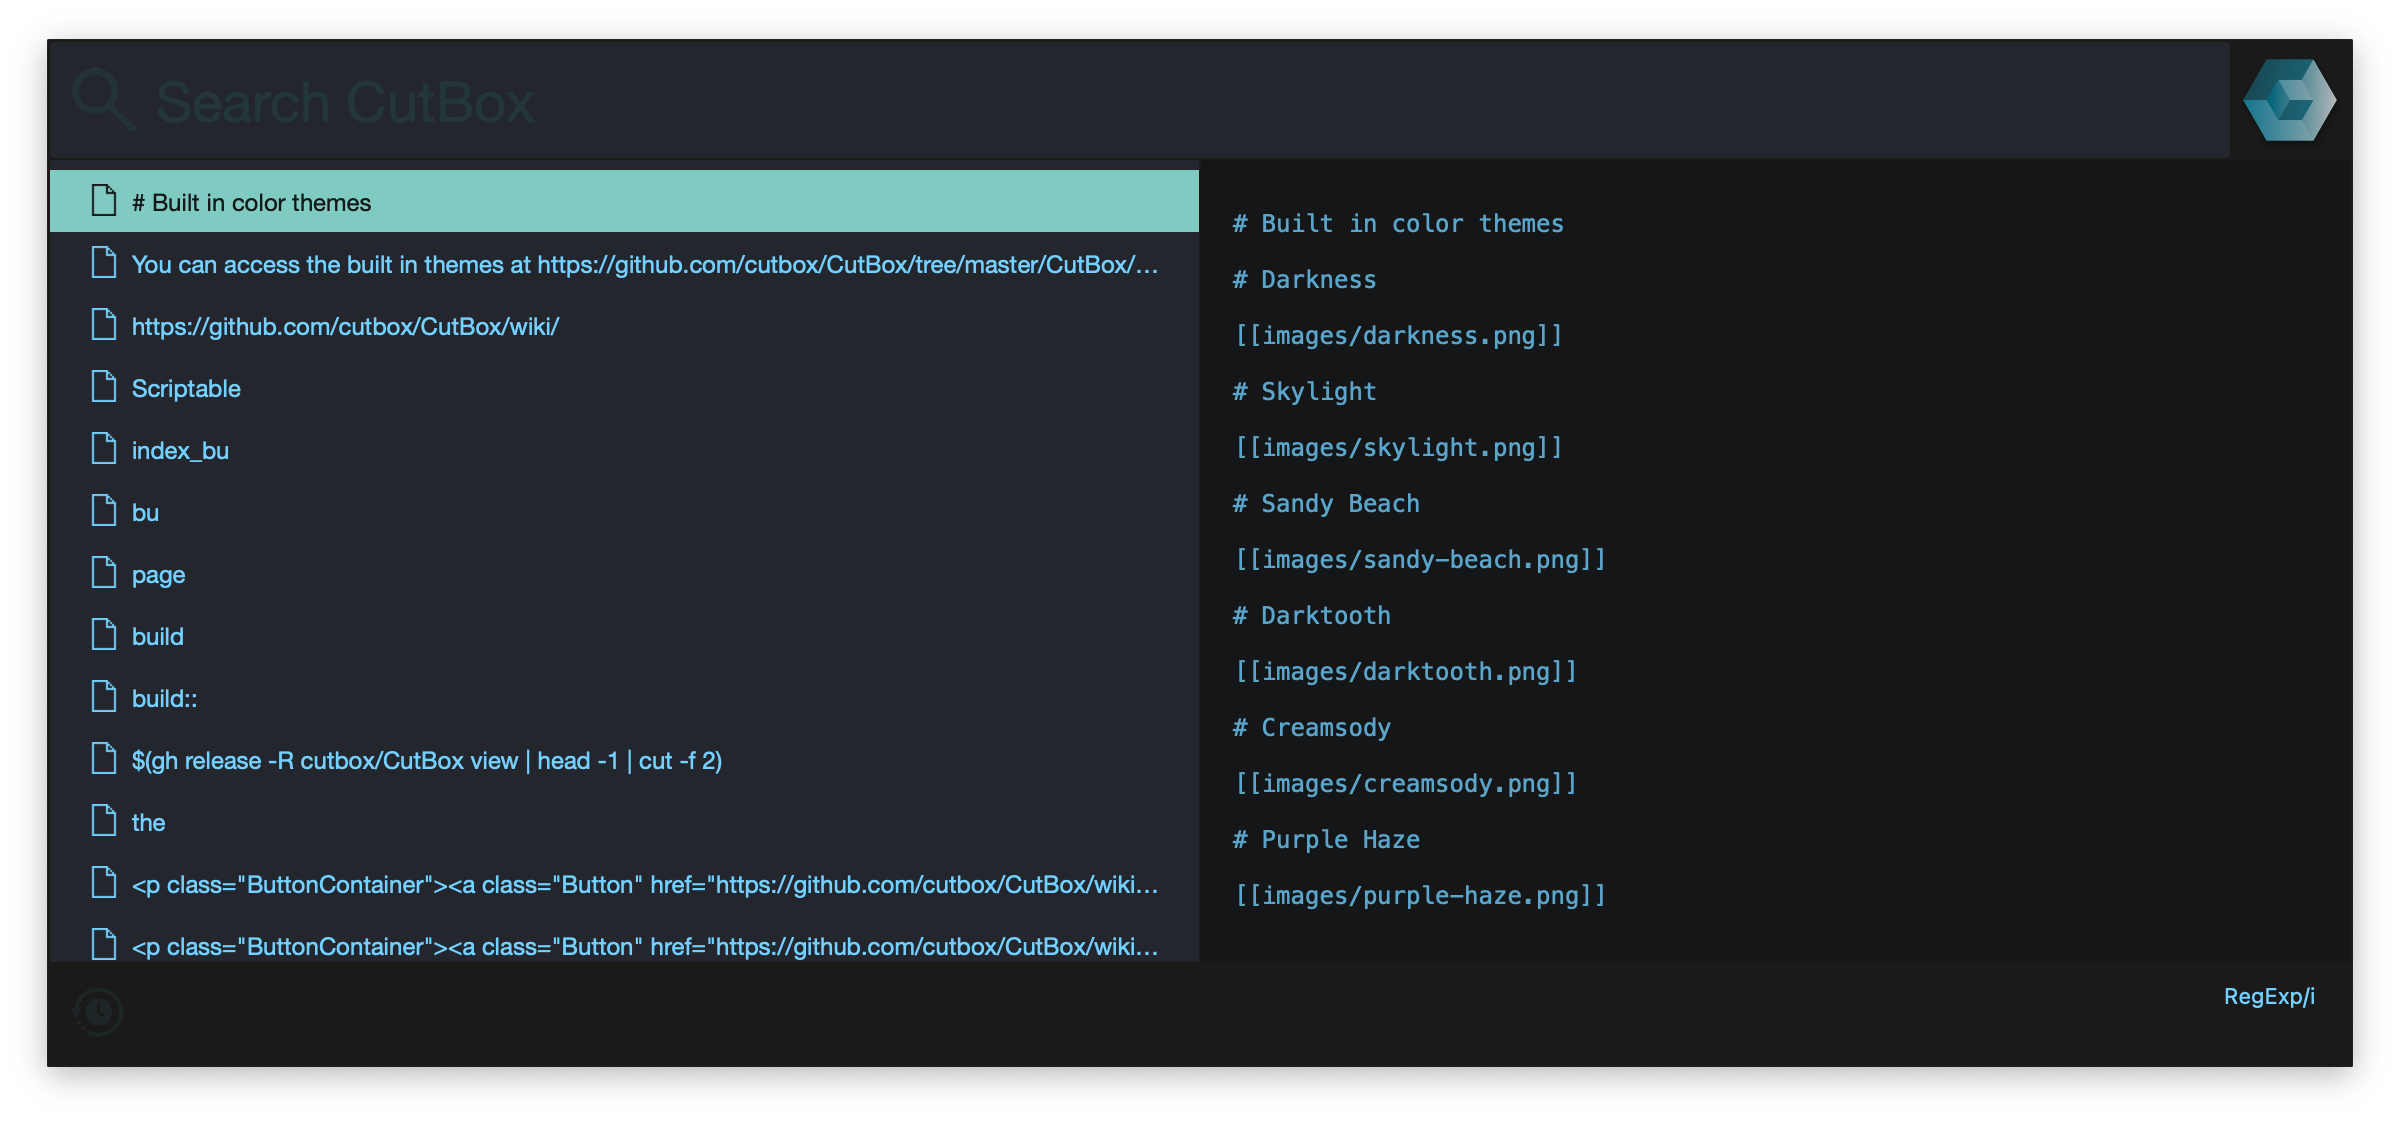 Search CutBox
# Built in color themes
You can access the built in themes at https://github.com/cutbox/CutBox/tree/master/CutBox/…
https://github.com/cutbox/CutBox/wiki/
Scriptable
index_bu
bu
page
build
build::
$(gh release -R cutbox/CutBox view | head -1 | cut -f 2)
the
<p class="ButtonContainer"><a class="Button" href="https://github.com/cutbox/CutBox/wiki…
<p class="ButtonContainer"><a class="Button" href="https://github.com/cutbox/CutBox/wiki…
# Built in color themes
# Darkness
[[images/darkness.png]]
# Skylight
[[images/skylight.png]]
# Sandy Beach
[[images/sandy-beach.png]]
# Darktooth
[[images/darktooth.png]]
# Creamsody
[[images/creamsody.png]]
# Purple Haze
[[images/purple-haze.png]]
RegExp/i